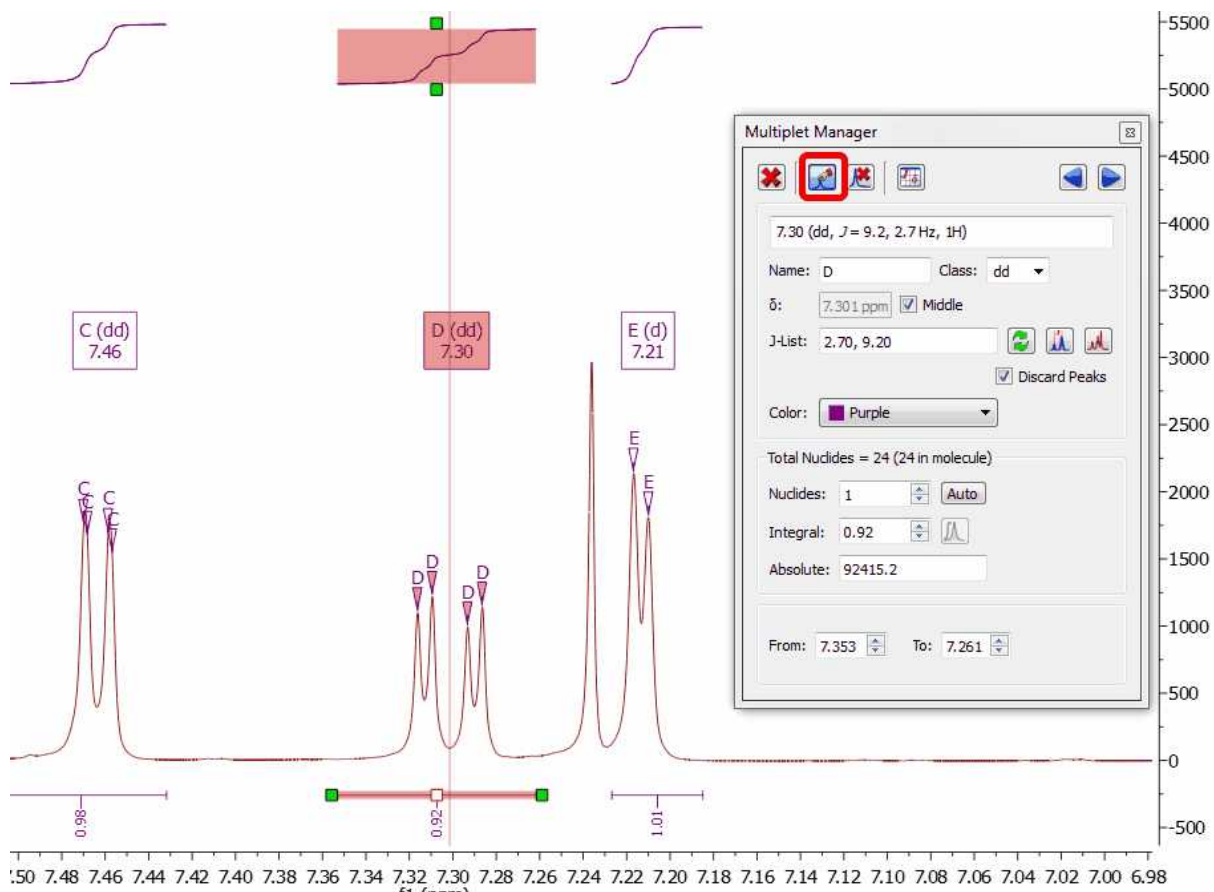 5500
5000
4500
4000
3500
3000
2500
2000
1500
1000
500
0
-500
C (dd)
7.46
D (dd)
7.30
E (d)
7.21
C
C
C
C
D
D
D
D
E
E
0.98
0.92
1.01
7.50 7.48 7.46 7.44 7.42 7.40 7.38 7.36 7.34 7.32 7.30 7.28 7.26 7.24 7.22 7.20 7.18 7.16 7.14 7.12 7.10 7.08 7.06 7.04 7.02 7.00 6.98
f1 (ppm)
Multiplet Manager
7.30 (dd, J = 9.2, 2.7 Hz, 1H)
Name: D Class: dd
δ: 7.301 ppm Middle
J-List: 2.70, 9.20
Discard Peaks
Color: Purple
Total Nuclides = 24 (24 in molecule)
Nuclides: 1 Auto
Integral: 0.92
Absolute: 92415.2
From: 7.353 To: 7.261